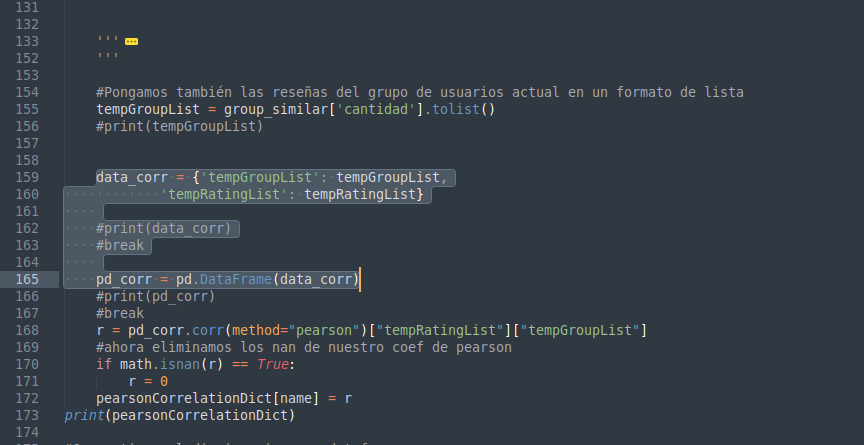 131
132
133 '''
152 '''
153
154 #Pongamos también las reseñas del grupo de usuarios actual en un formato de lista
155 tempGroupList = group_similar['cantidad'].tolist()
156 #print(tempGroupList)
157
158
159 data_corr = {'tempGroupList': tempGroupList,
160 'tempRatingList': tempRatingList}
161
162 #print(data_corr)
163 #break
164
165 pd_corr = pd.DataFrame(data_corr)
166 #print(pd_corr)
167 #break
168 r = pd_corr.corr(method="pearson")["tempRatingList"]["tempGroupList"]
169 #ahora eliminamos los nan de nuestro coef de pearson
170 if math.isnan(r) == True:
171 r = 0
172 pearsonCorrelationDict[name] = r
173 print(pearsonCorrelationDict)
174